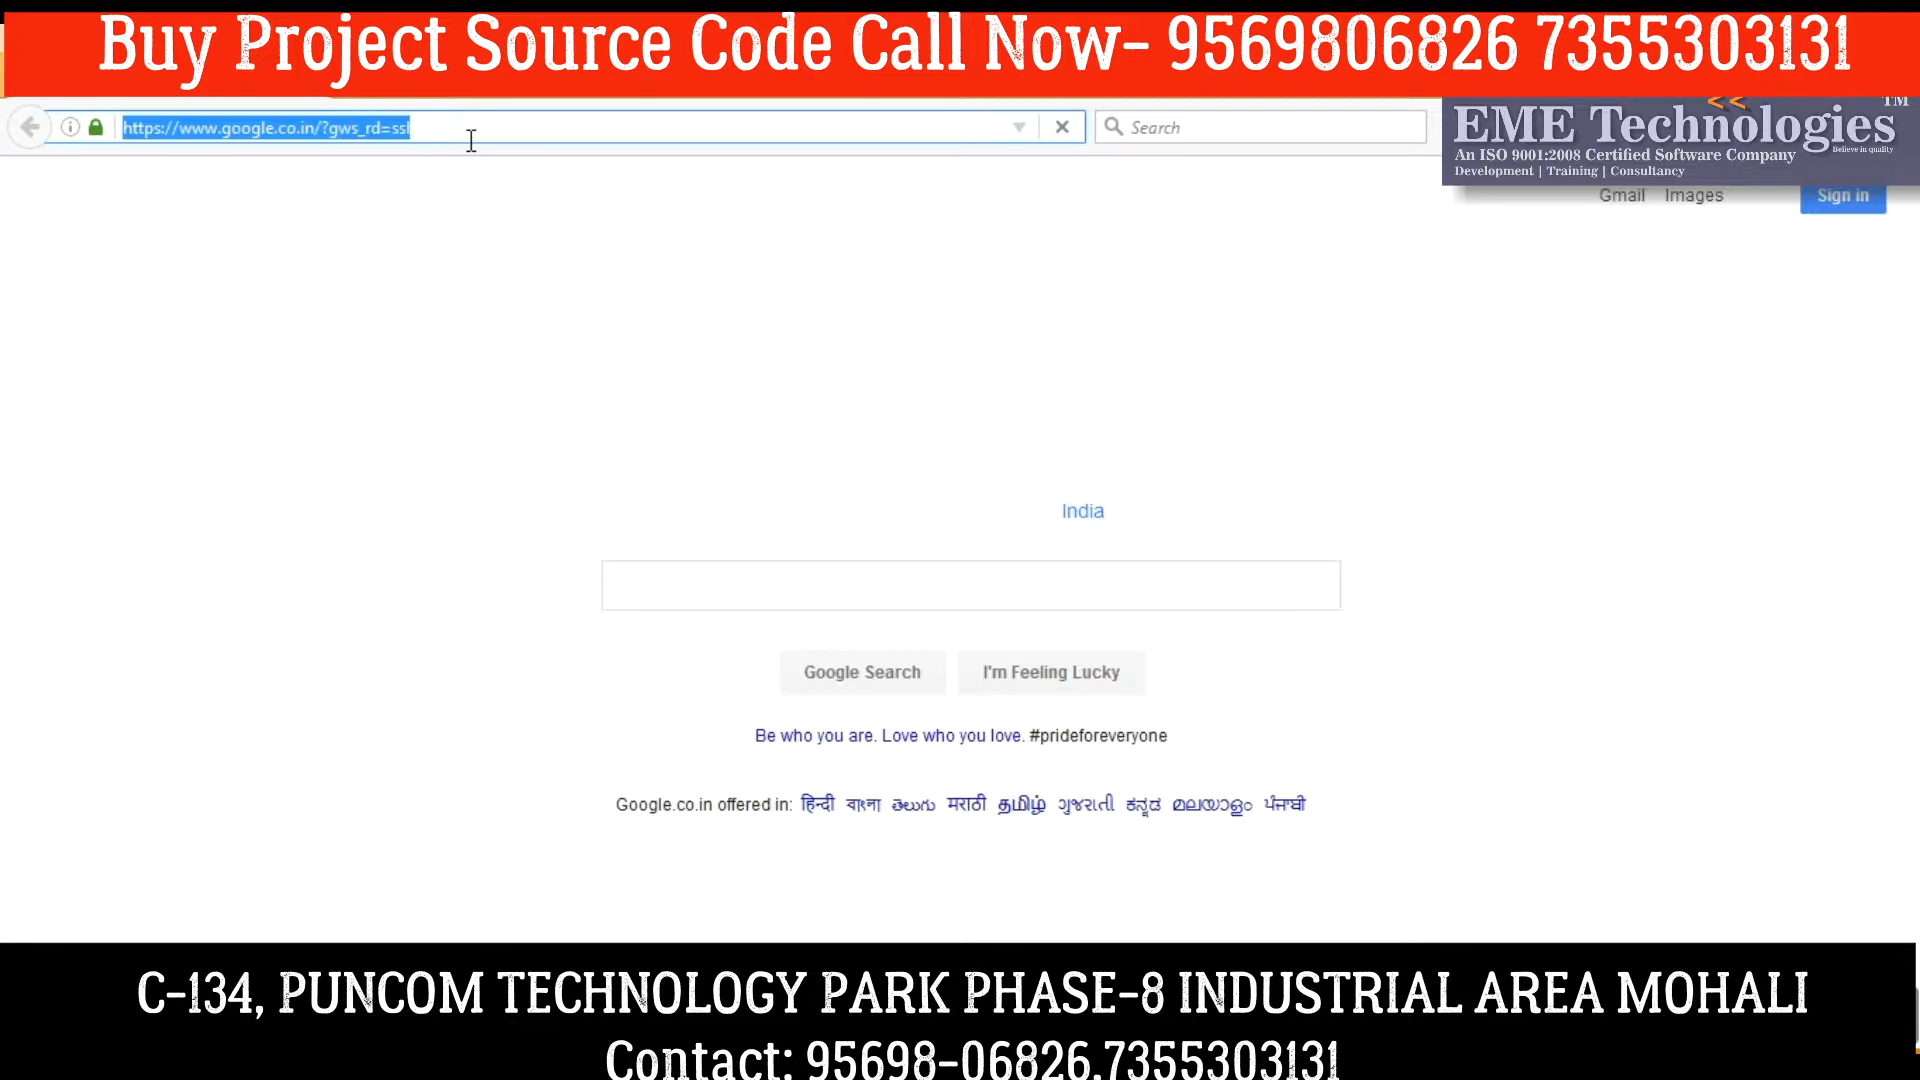 Buy Project Source Code Call Now- 9569806826 7355303131
https://www.google.co.in/?gws_rd=ssl
Search
EME Technologies TM
Believe in quality
An ISO 9001:2008 Certified Software Company
Development | Training | Consultancy
Gmail Images Sign in
India
Google Search I'm Feeling Lucky
Be who you are. Love who you love. #prideforeveryone
Google.co.in offered in: हिन्दी বাংলা తెలుగు मराठी தமிழ் ગુજરાતી ಕನ್ನಡ മലയാളം ਪੰਜਾਬੀ
C-134, PUNCOM TECHNOLOGY PARK PHASE-8 INDUSTRIAL AREA MOHALI
Contact: 95698-06826,7355303131